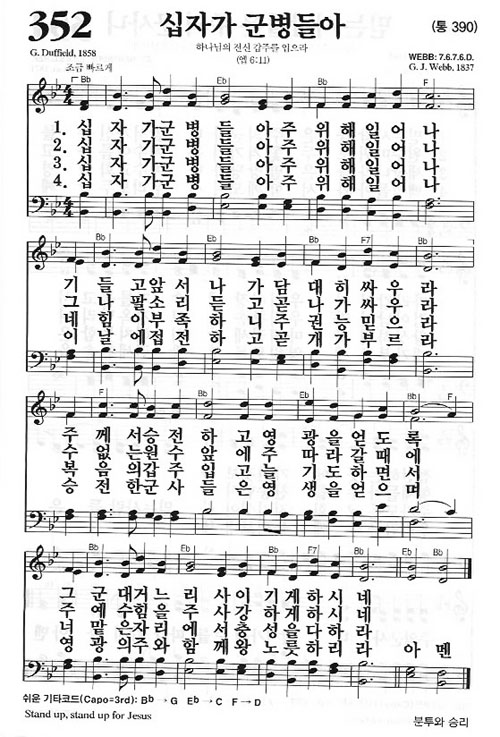 352 십자가 군병들아 (통 390)
하나님의 전신 갑주를 입으라
(엡 6:11)
G. Duffield, 1858
WEBB: 7.6.7.6.D.
G. J. Webb, 1837
조금 빠르게
Bb Eb Bb Eb Bb F
1. 십 자 가 군 병 들 아 주 위 해 일 어 나
2. 십 자 가 군 병 들 아 주 위 해 일 어 나
3. 십 자 가 군 병 들 아 주 위 해 일 어 나
4. 십 자 가 군 병 들 아 주 위 해 일 어 나
Bb Eb Bb F7 Bb
기 들 고 앞 서 나 가 담 대 히 싸 우 라
그 나 팔 소 리 듣 고 곧 나 가 싸 우 라
네 힘 이 부 족 하 니 주 권 능 믿 으 라
이 날 에 접 전 하 고 곧 개 가 부 르 라
F Bb Eb Bb F
주 께 서 승 전 하 고 영 광 을 얻 도 록
수 없 는 원 수 앞 에 주 따 라 갈 때 에
복 음 의 갑 주 입 고 늘 기 도 하 면 서
승 전 한 군 사 들 은 영 생 을 얻 으 며
Bb Eb Bb F7 Bb Eb Bb
그 군 대 거 느 리 사 이 기 게 하 시 네
주 예 수 힘 을 주 사 강 하 게 하 시 네
너 맡 은 자 리 에 서 충 성 을 다 하 라
영 광 의 주 와 함 께 왕 노 릇 하 리 라 아 멘
쉬운 기타코드(Capo=3rd): Bb → G Eb → C F → D
Stand up, stand up for Jesus
분투와 승리